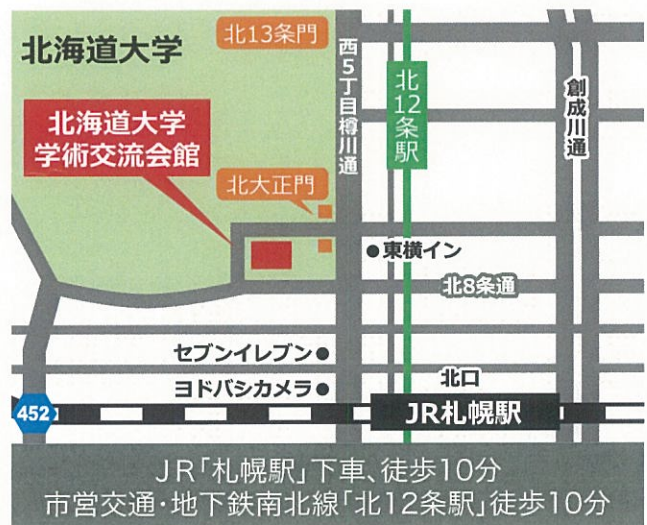 北海道大学
北13条門
西5丁目樽川通
北12条駅
創成川通
北海道大学
学術交流会館
北大正門
●東横イン
北8条通
セブンイレブン●
ヨドバシカメラ●
北口
452
JR札幌駅
JR「札幌駅」下車、徒歩10分
市営交通・地下鉄南北線「北12条駅」徒歩10分